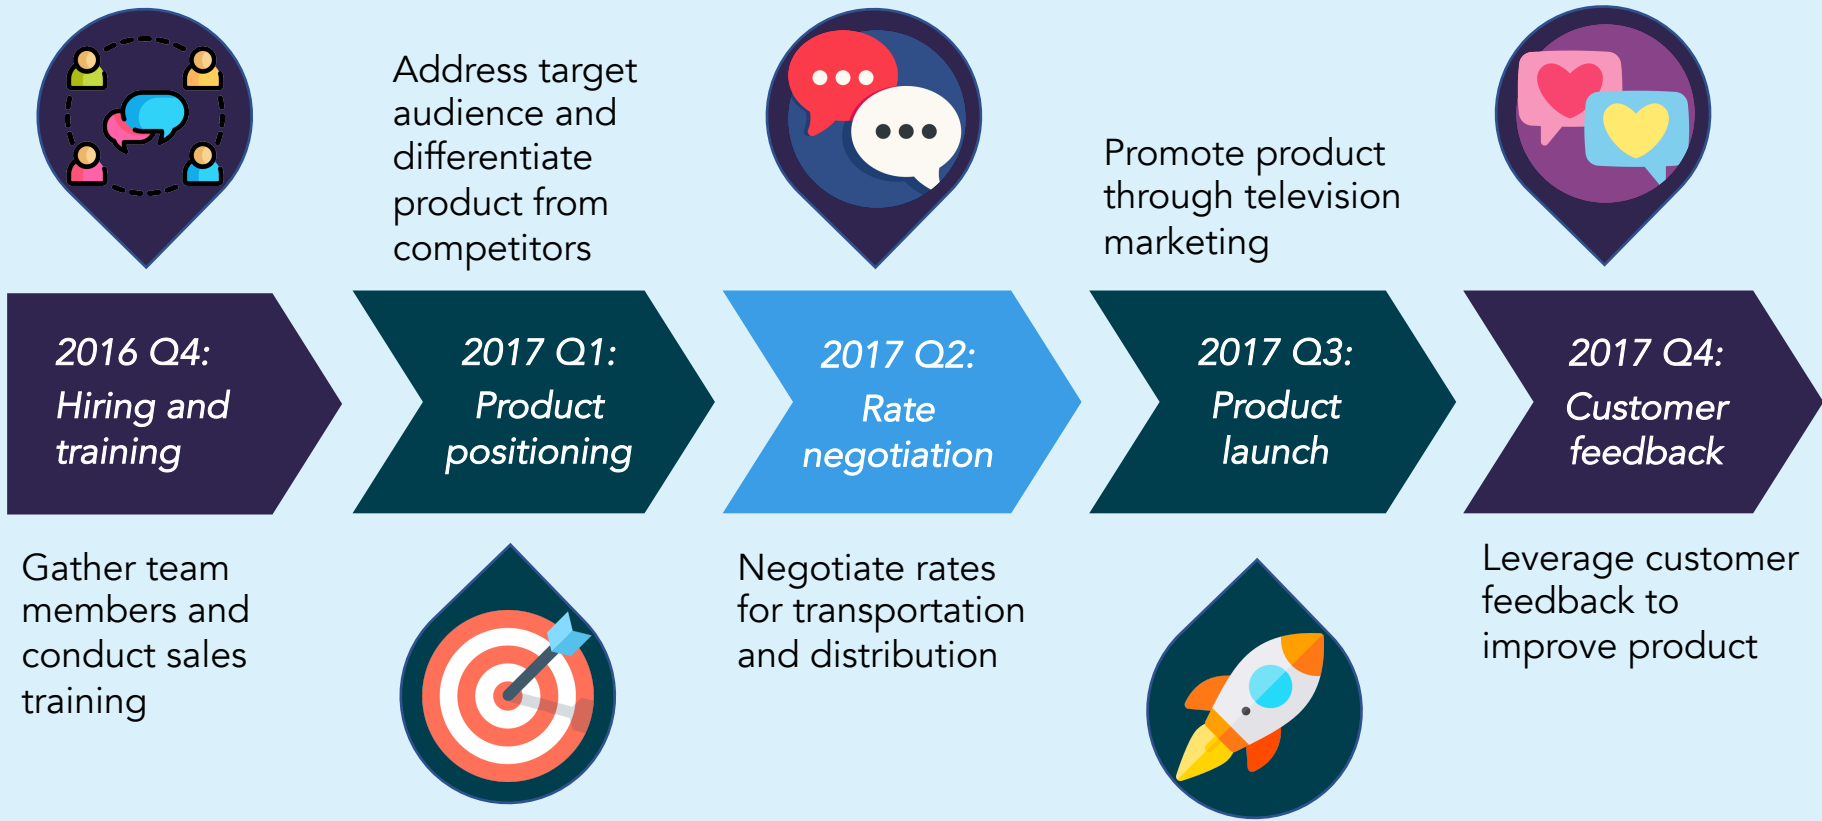 2016 Q4:
Hiring and
training
Gather team
members and
conduct sales
training
Address target
audience and
differentiate
product from
competitors
2017 Q1:
Product
positioning
2017 Q2:
Rate
negotiation
Negotiate rates
for transportation
and distribution
Promote product
through television
marketing
2017 Q3:
Product
launch
2017 Q4:
Customer
feedback
Leverage customer
feedback to
improve product